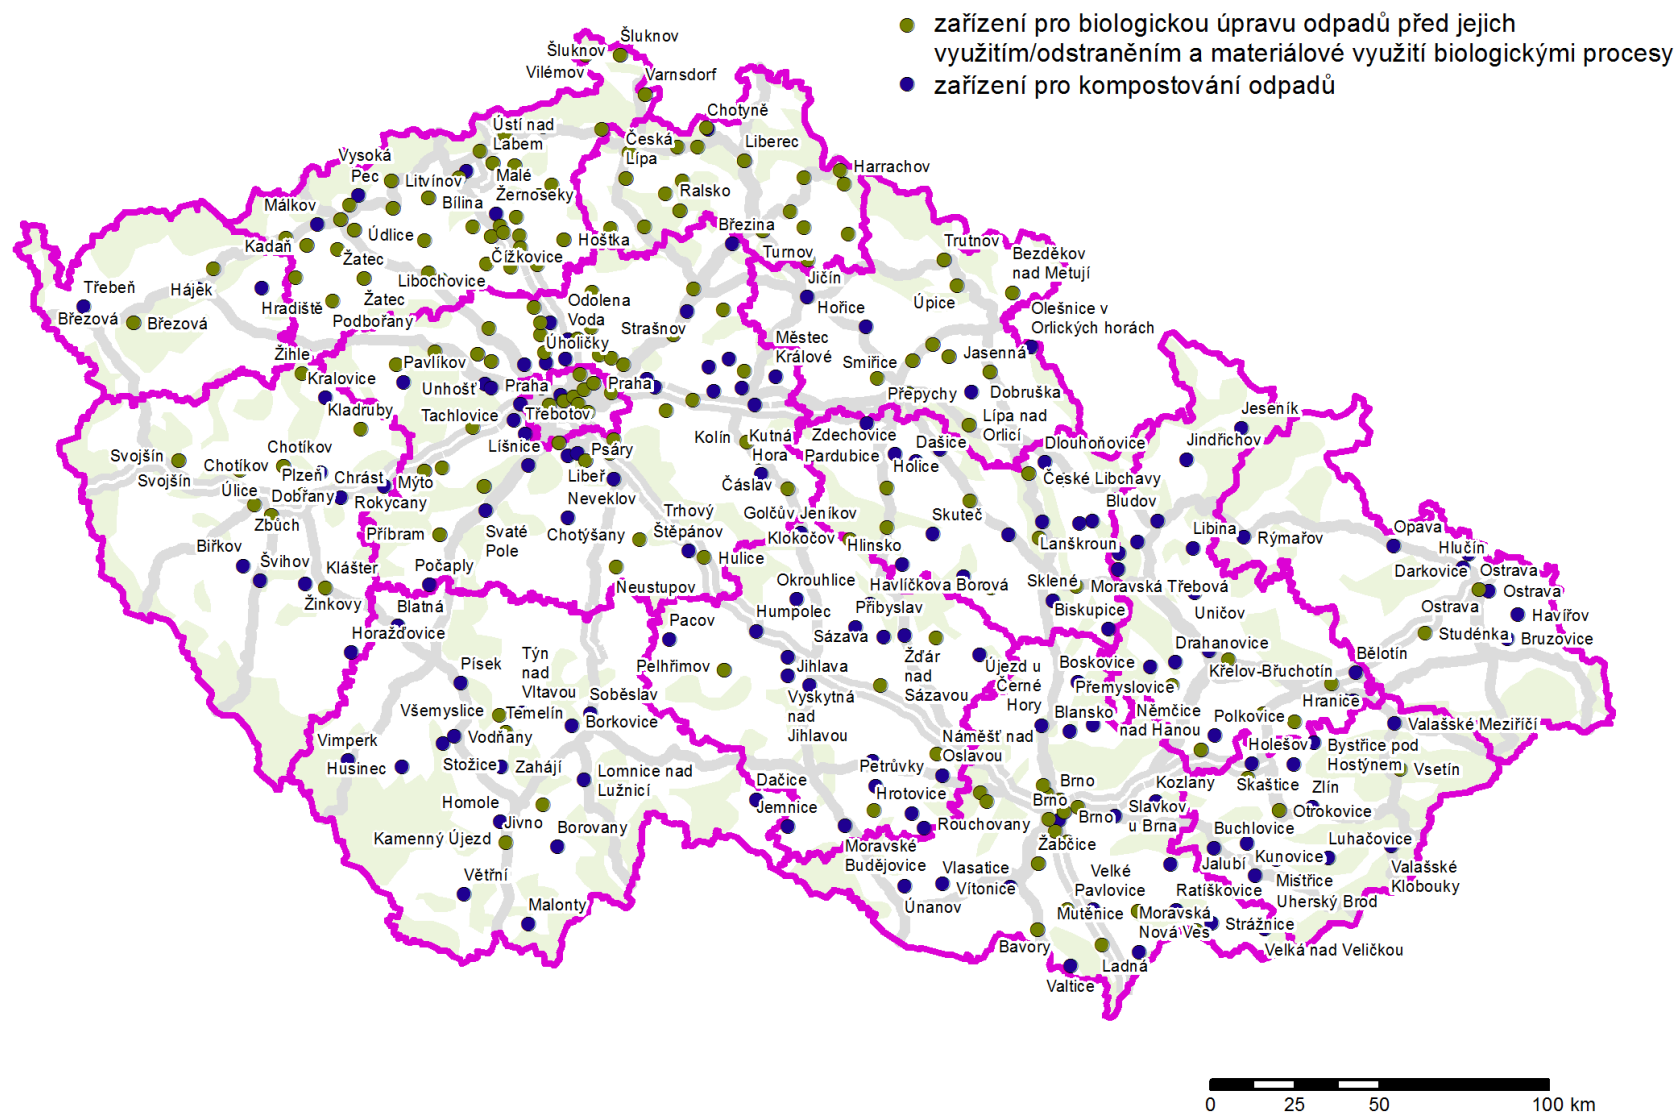 zařízení pro biologickou úpravu odpadů před jejich
využitím/odstraněním a materiálové využití biologickými procesy
zařízení pro kompostování odpadů
Šluknov
Šluknov
Vilémov
Varnsdorf
Chotyně
Ústí nad
Labem
Česká
Lípa
Liberec
Vysoká
Pec
Litvínov
Malé
Žernoseky
Harrachov
Málkov
Bílina
Ralsko
Březina
Kadaň
Údlice
Hoštka
Turnov
Trutnov
Bezděkov
nad Metují
Žatec
Čížkovice
Třebeň
Hájek
Libochovice
Jičín
Úpice
Březová
Březová
Hradiště
Žatec
Podbořany
Odolena
Voda
Strašnov
Hořice
Olešnice v
Orlických horách
Žihle
Pavlíkov
Úholičky
Městec
Králové
Smiřice
Jasenná
Kralovice
Unhošť
Praha
Praha
Přepychy
Dobruška
Kladruby
Tachlovice
Třebotov
Lípa nad
Orlicí
Jeseník
Líšnice
Psáry
Kolín
Kutná
Hora
Zdechovice
Pardubice
Dašice
Holice
Dlouhoňovice
Jindřichov
Svojšín
Svojšín
Chotíkov
Chotíkov
Plzeň
Chrást
Mýto
Libeř
Čáslav
České Libchavy
Úlice
Dobřany
Rokycany
Neveklov
Bludov
Zbůch
Příbram
Svaté
Pole
Chotýšany
Trhový
Štěpánov
Golčův Jeníkov
Klokočov
Hlinsko
Skuteč
Lanškroun
Libina
Rýmařov
Opava
Biřkov
Švihov
Klášter
Počaply
Hulice
Hlučín
Darkovice
Ostrava
Žinkovy
Blatná
Neustupov
Okrouhlice
Havlíčkova Borová
Sklené
Moravská Třebová
Ostrava
Ostrava
Horažďovice
Humpolec
Přibyslav
Biskupice
Uničov
Havířov
Pacov
Sázava
Studénka
Bruzovice
Písek
Týn
nad
Vltavou
Pelhřimov
Jihlava
Žďár
nad
Sázavou
Újezd u
Černé
Hory
Boskovice
Drahanovice
Křelov-Břuchotín
Bělotín
Přemyslovice
Hranice
Všemyslice
Temelín
Soběslav
Borkovice
Vyskytná
nad
Jihlavou
Blansko
Němčice
nad Hanou
Polkovice
Valašské Meziříčí
Vimperk
Vodňany
Náměšť nad
Oslavou
Holešov
Bystřice pod
Hostýnem
Husinec
Stožice
Zahájí
Lomnice nad
Lužnicí
Dačice
Petrůvky
Brno
Kozlany
Skaštice
Zlín
Vsetín
Homole
Jivno
Jemnice
Hrotovice
Brno
Brno
Slavkov
u Brna
Otrokovice
Kamenný Újezd
Borovany
Rouchovany
Buchlovice
Žabčice
Luhačovice
Moravské
Budějovice
Větřní
Vlasatice
Vítonice
Velké
Pavlovice
Jalubí
Kunovice
Mistřice
Valašské
Klobouky
Malonty
Únanov
Ratíškovice
Uherský Brod
Mutěnice
Moravská
Nová Ves
Strážnice
Bavory
Velká nad Veličkou
Ladná
Valtice
0 25 50 100 km